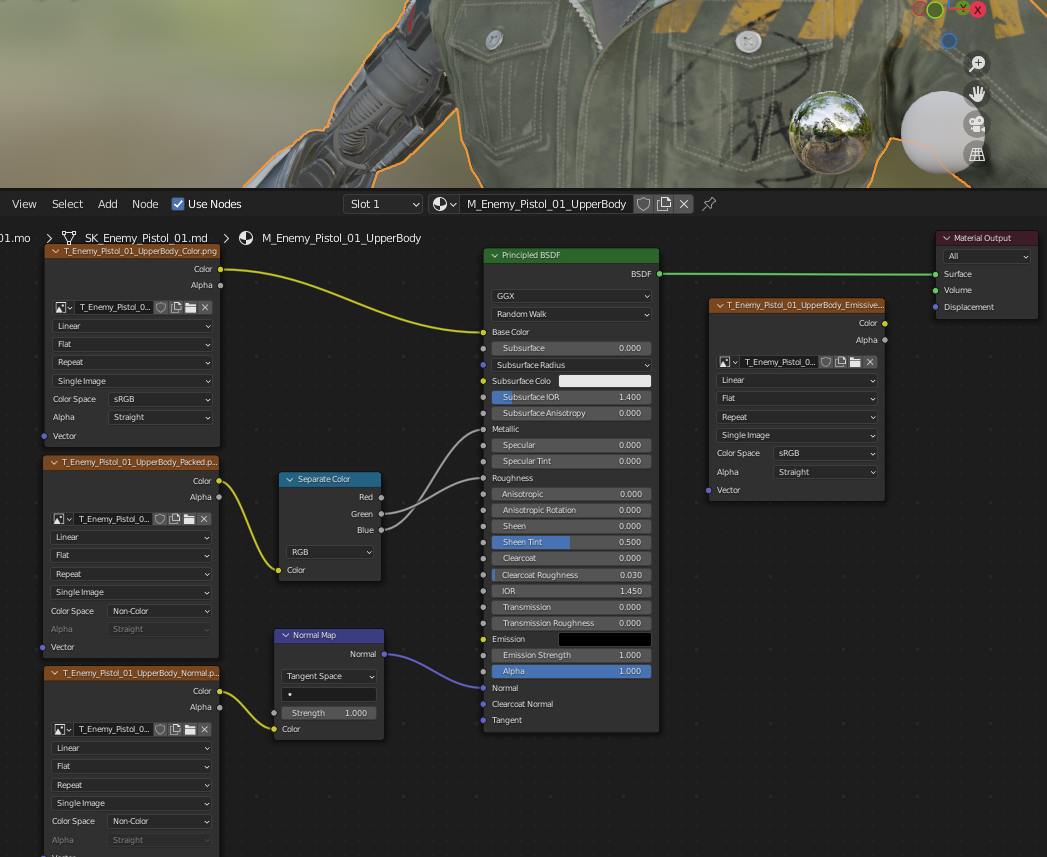 X
Y
View Select Add Node Use Nodes Slot 1 M_Enemy_Pistol_01_UpperBody
01.mo SK_Enemy_Pistol_01.md M_Enemy_Pistol_01_UpperBody
T_Enemy_Pistol_01_UpperBody_Color.png
Color
Alpha
T_Enemy_Pistol_0...
Linear
Flat
Repeat
Single Image
Color Space sRGB
Alpha Straight
Vector
T_Enemy_Pistol_01_UpperBody_Packed.p...
Color
Alpha
T_Enemy_Pistol_0...
Linear
Flat
Repeat
Single Image
Color Space Non-Color
Alpha Straight
Vector
T_Enemy_Pistol_01_UpperBody_Normal.p...
Color
Alpha
T_Enemy_Pistol_0...
Linear
Flat
Repeat
Single Image
Color Space Non-Color
Alpha Straight
Vector
Separate Color
Red
Green
Blue
RGB
Color
Normal Map
Normal
Tangent Space
Strength 1.000
Color
Principled BSDF
BSDF
GGX
Random Walk
Base Color
Subsurface 0.000
Subsurface Radius
Subsurface Colo
Subsurface IOR 1.400
Subsurface Anisotropy 0.000
Metallic
Specular 0.000
Specular Tint 0.000
Roughness
Anisotropic 0.000
Anisotropic Rotation 0.000
Sheen 0.000
Sheen Tint 0.500
Clearcoat 0.000
Clearcoat Roughness 0.030
IOR 1.450
Transmission 0.000
Transmission Roughness 0.000
Emission
Emission Strength 1.000
Alpha 1.000
Normal
Clearcoat Normal
Tangent
T_Enemy_Pistol_01_UpperBody_Emissive...
Color
Alpha
T_Enemy_Pistol_0...
Linear
Flat
Repeat
Single Image
Color Space sRGB
Alpha Straight
Vector
Material Output
All
Surface
Volume
Displacement